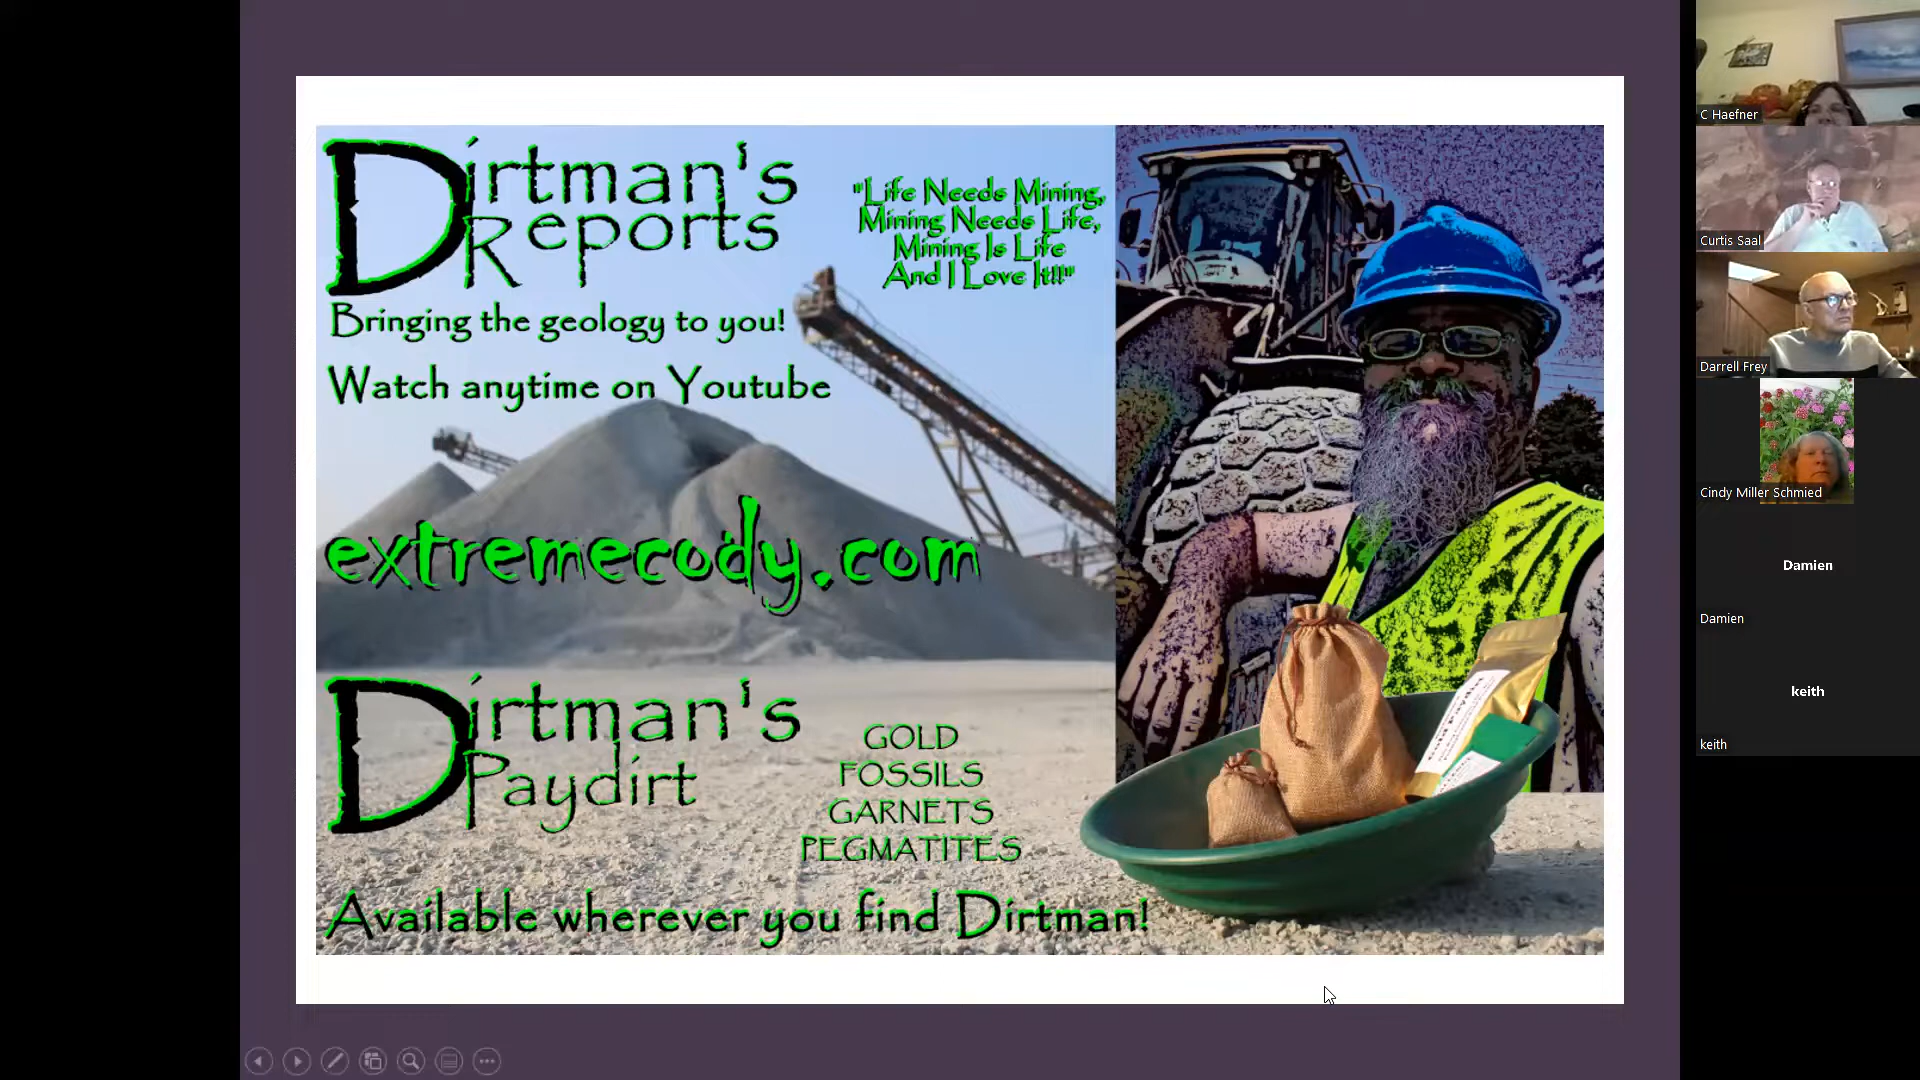 Dirtman's
Reports
Bringing the geology to you!
Watch anytime on Youtube
"Life Needs Mining,
Mining Needs Life,
Mining Is Life
And I Love It!!!"
extremecody.com
Dirtman's
Paydirt
GOLD
FOSSILS
GARNETS
PEGMATITES
Available wherever you find Dirtman!
Gold Paydirt
C Haefner
Curtis Saal
Darrell Frey
Cindy Miller Schmied
Damien
Damien
keith
keith